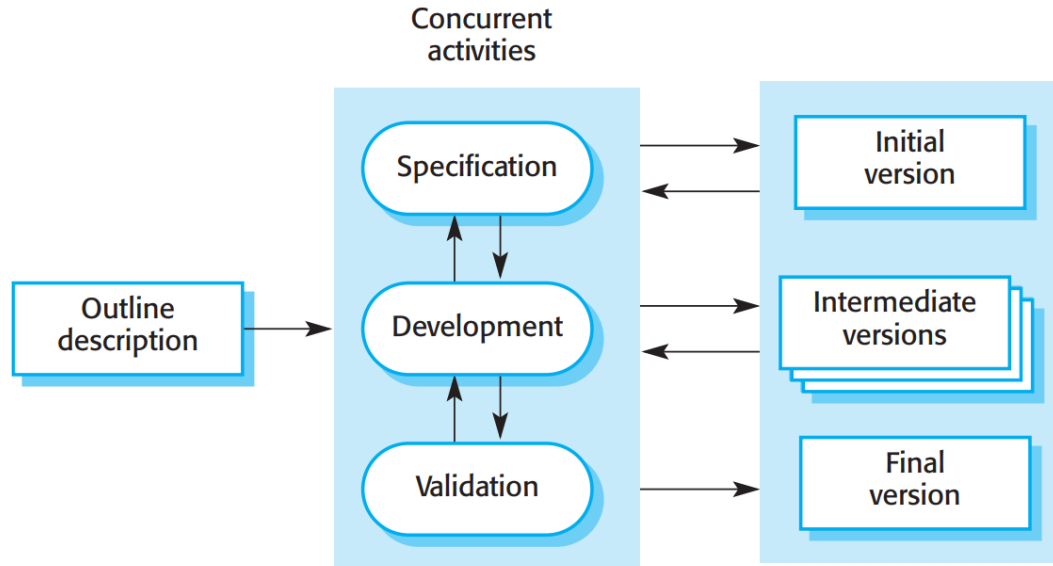 Concurrent
activities
Specification
Initial
version
Outline
description
Development
Intermediate
versions
Validation
Final
version